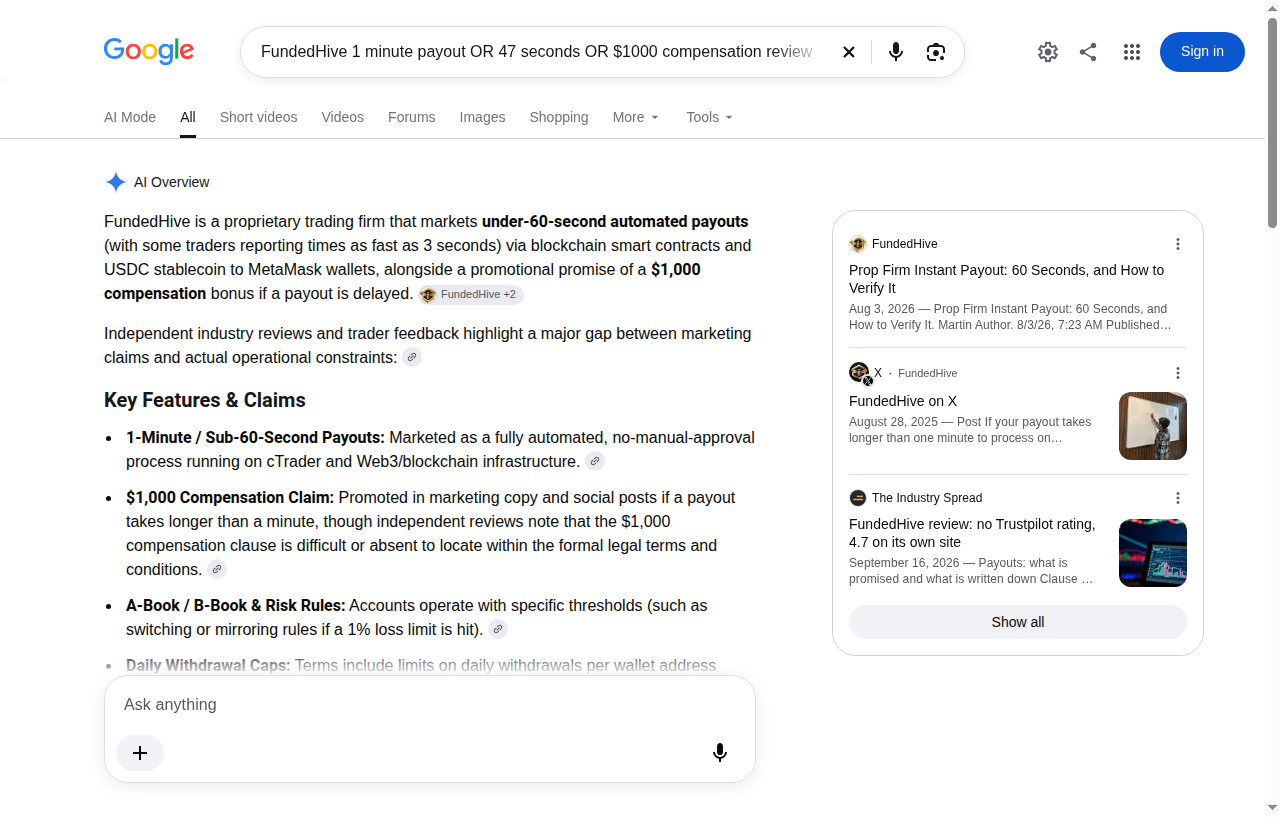 Google
FundedHive 1 minute payout OR 47 seconds OR $1000 compensation review
Sign in
AI Mode
All
Short videos
Videos
Forums
Images
Shopping
More
Tools
AI Overview
FundedHive is a proprietary trading firm that markets under-60-second automated payouts
(with some traders reporting times as fast as 3 seconds) via blockchain smart contracts and
USDC stablecoin to MetaMask wallets, alongside a promotional promise of a $1,000
compensation bonus if a payout is delayed. FundedHive +2
Independent industry reviews and trader feedback highlight a major gap between marketing
claims and actual operational constraints:
Key Features & Claims
• 1-Minute / Sub-60-Second Payouts: Marketed as a fully automated, no-manual-approval
process running on cTrader and Web3/blockchain infrastructure.
• $1,000 Compensation Claim: Promoted in marketing copy and social posts if a payout
takes longer than a minute, though independent reviews note that the $1,000
compensation clause is difficult or absent to locate within the formal legal terms and
conditions.
• A-Book / B-Book & Risk Rules: Accounts operate with specific thresholds (such as
switching or mirroring rules if a 1% loss limit is hit).
• Daily Withdrawal Caps: Terms include limits on daily withdrawals per wallet address
Ask anything
FundedHive
Prop Firm Instant Payout: 60 Seconds, and How to
Verify It
Aug 3, 2026 — Prop Firm Instant Payout: 60 Seconds, and
How to Verify It. Martin Author. 8/3/26, 7:23 AM Published…
X · FundedHive
FundedHive on X
August 28, 2025 — Post If your payout takes
longer than one minute to process on…
The Industry Spread
FundedHive review: no Trustpilot rating,
4.7 on its own site
September 16, 2026 — Payouts: what is
promised and what is written down Clause …
Show all